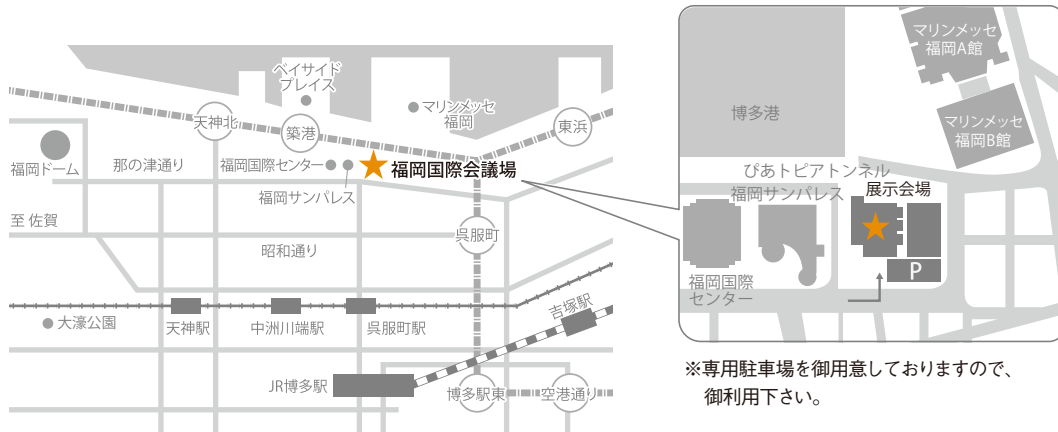 ベイサイド
プレイス
マリンメッセ
福岡
天神北
築港
東浜
福岡ドーム
那の津通り
福岡国際センター
福岡国際会議場
福岡サンパレス
至 佐賀
昭和通り
呉服町
大濠公園
天神駅
中洲川端駅
呉服町駅
吉塚駅
JR博多駅
博多駅東
空港通り
マリンメッセ
福岡A館
博多港
マリンメッセ
福岡B館
ぴあトピアトンネル
福岡サンパレス
展示会場
P
福岡国際
センター
※専用駐車場を御用意しておりますので、
御利用下さい。